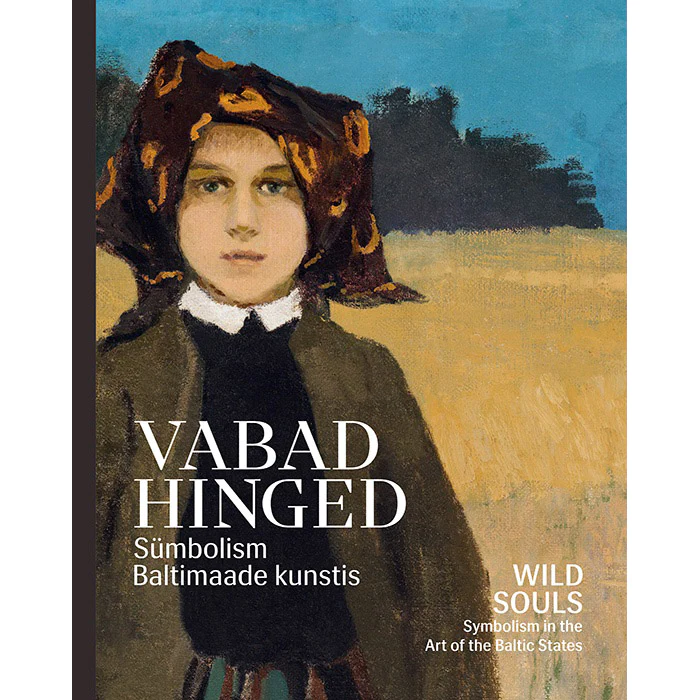 VABAD
HINGED
Sümbolism
Baltimaade kunstis
WILD
SOULS
Symbolism in the
Art of the Baltic States